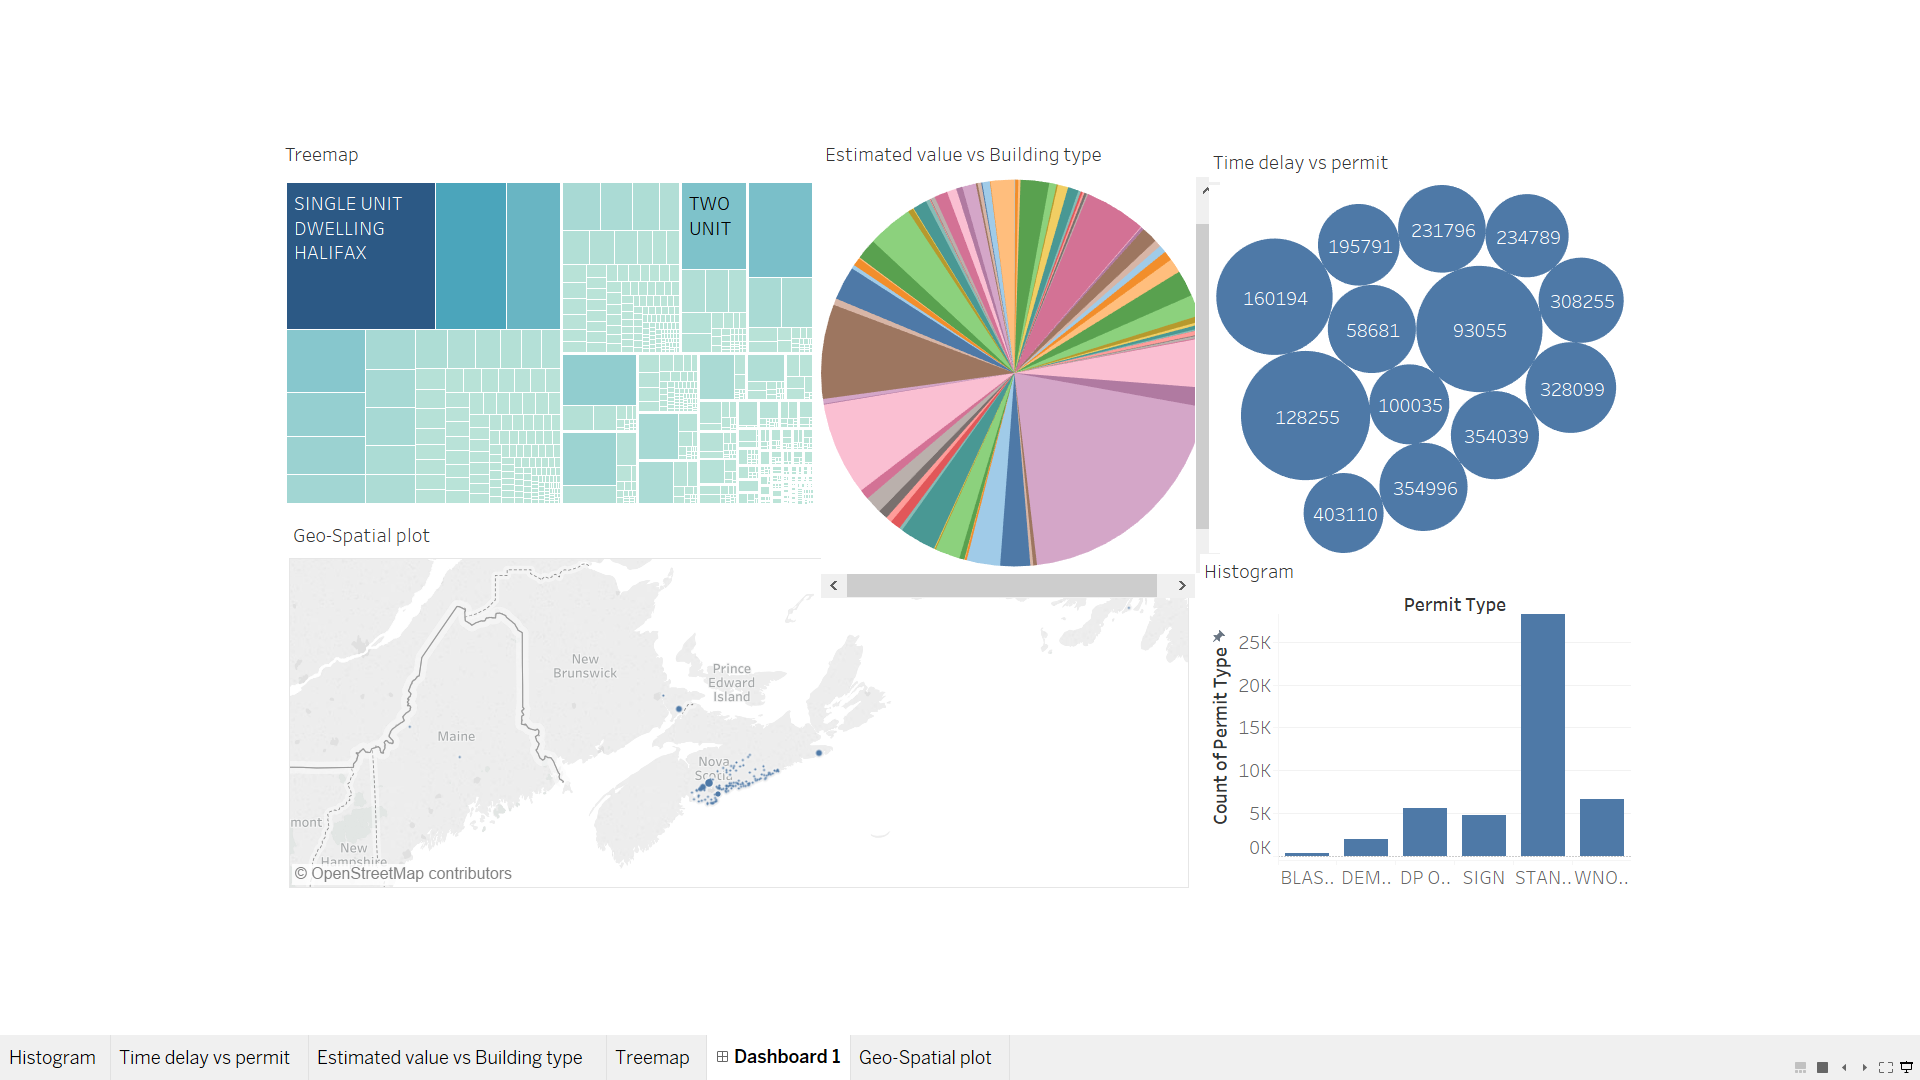 Treemap
SINGLE UNIT
DWELLING
HALIFAX
TWO
UNIT
Estimated value vs Building type
Time delay vs permit
195791
231796
234789
160194
58681
93055
308255
128255
100035
328099
354039
354996
403110
Geo-Spatial plot
New
Brunswick
Prince
Edward
Island
Maine
Nova
Scotia
mont
New
Hampshire
© OpenStreetMap contributors
Histogram
Permit Type
Count of Permit Type
25K
20K
15K
10K
5K
0K
BLAS.. DEM.. DP O.. SIGN STAN.. WNO..
Histogram Time delay vs permit Estimated value vs Building type Treemap Dashboard 1 Geo-Spatial plot